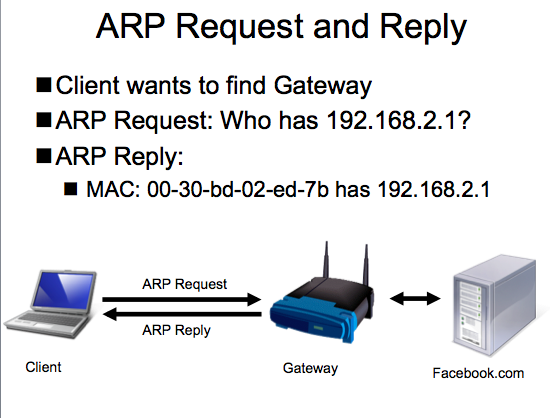 ARP Request and Reply
Client wants to find Gateway
ARP Request: Who has 192.168.2.1?
ARP Reply:
MAC: 00-30-bd-02-ed-7b has 192.168.2.1
ARP Request
ARP Reply
Client
Gateway
Facebook.com